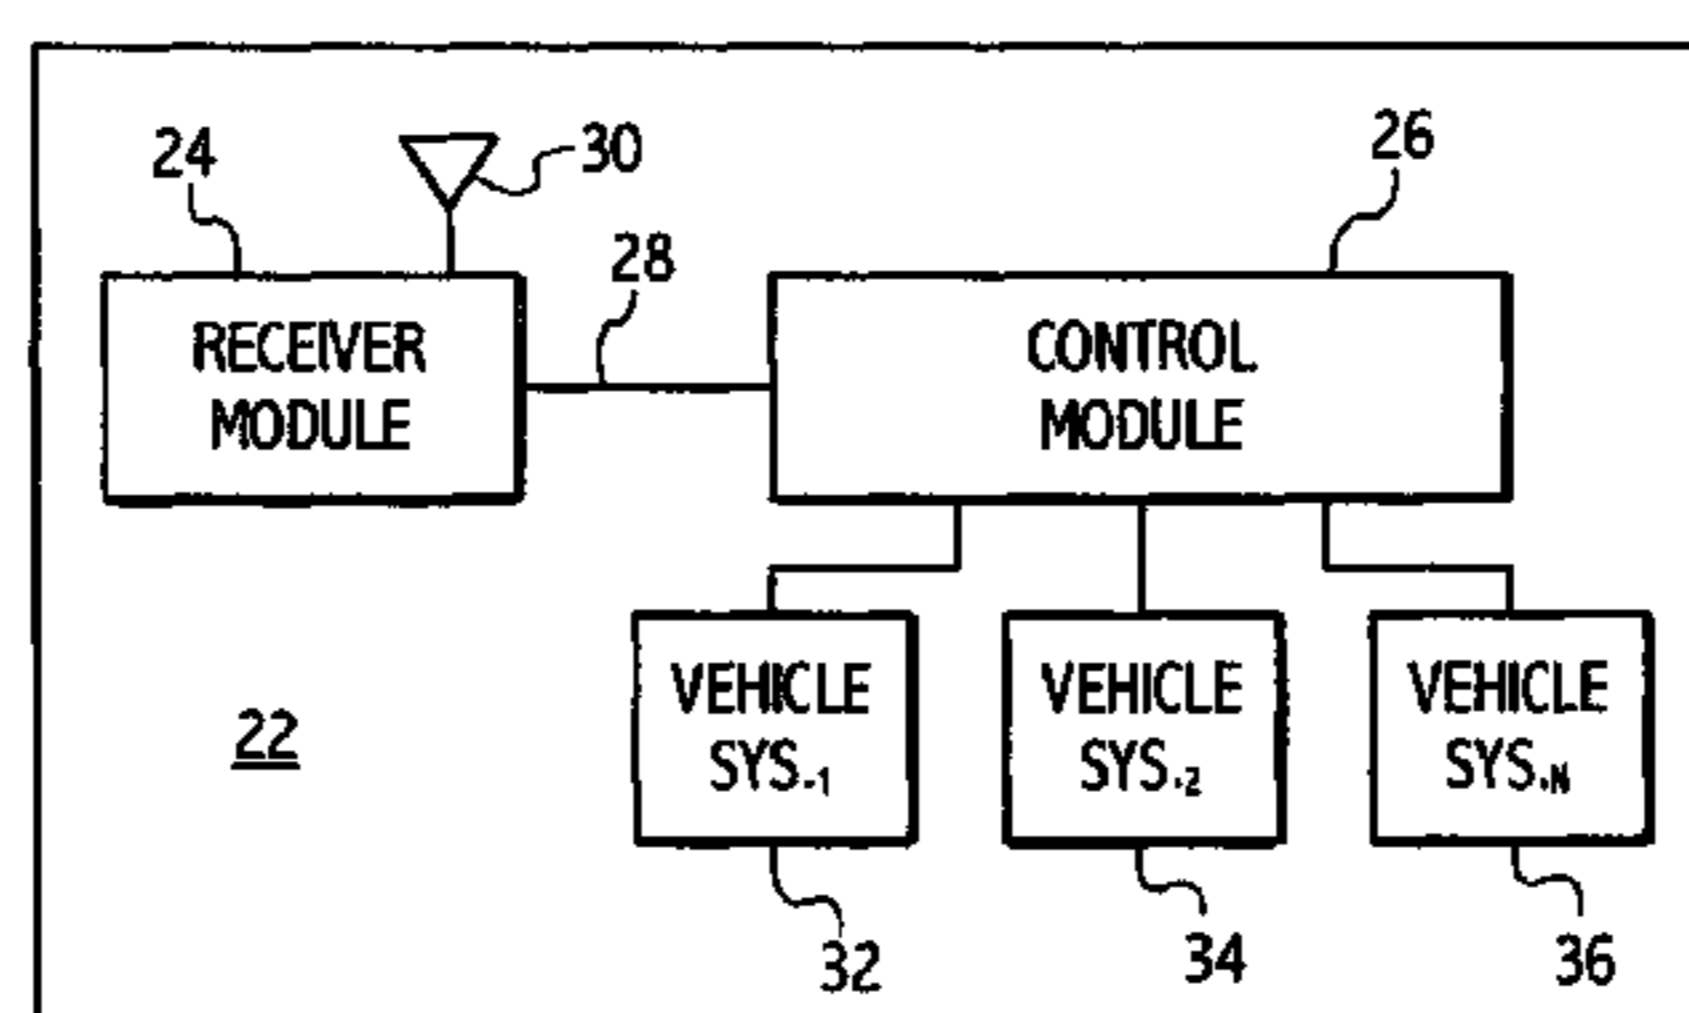 24
30
26
28
RECEIVER
MODULE
CONTROL
MODULE
VEHICLE
SYS.1
VEHICLE
SYS.2
VEHICLE
SYS.N
22
32
34
36